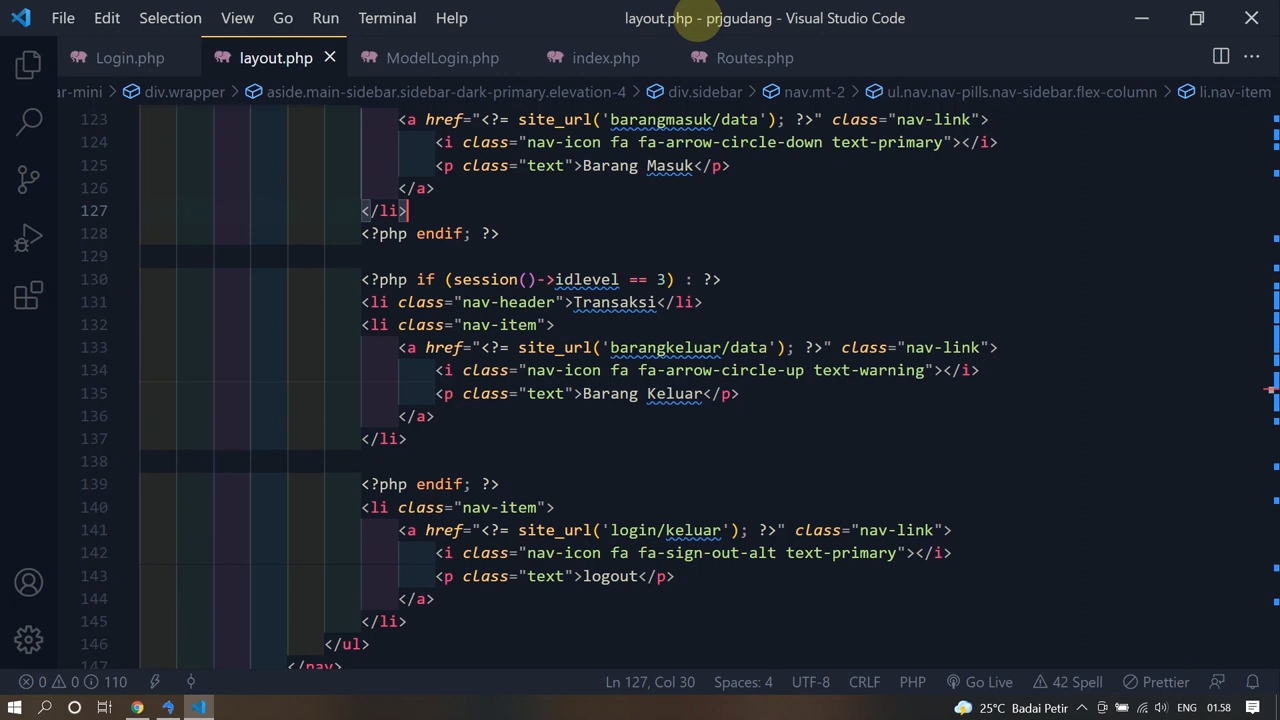 File Edit Selection View Go Run Terminal Help layout.php - prjgudang - Visual Studio Code
Login.php layout.php ModelLogin.php index.php Routes.php
ar-mini > div.wrapper > aside.main-sidebar.sidebar-dark-primary.elevation-4 > div.sidebar > nav.mt-2 > ul.nav.nav-pills.nav-sidebar.flex-column > li.nav-item
123 <a href="<?= site_url('barangmasuk/data'); ?>" class="nav-link">
124 <i class="nav-icon fa fa-arrow-circle-down text-primary"></i>
125 <p class="text">Barang Masuk</p>
126 </a>
127 </li>
128 <?php endif; ?>
129
130 <?php if (session()->idlevel == 3) : ?>
131 <li class="nav-header">Transaksi</li>
132 <li class="nav-item">
133 <a href="<?= site_url('barangkeluar/data'); ?>" class="nav-link">
134 <i class="nav-icon fa fa-arrow-circle-up text-warning"></i>
135 <p class="text">Barang Keluar</p>
136 </a>
137 </li>
138
139 <?php endif; ?>
140 <li class="nav-item">
141 <a href="<?= site_url('login/keluar'); ?>" class="nav-link">
142 <i class="nav-icon fa fa-sign-out-alt text-primary"></i>
143 <p class="text">logout</p>
144 </a>
145 </li>
146 </ul>
147 </nav>
0 0 110 Ln 127, Col 30 Spaces: 4 UTF-8 CRLF PHP Go Live 42 Spell Prettier
25°C Badai Petir ENG 01.58